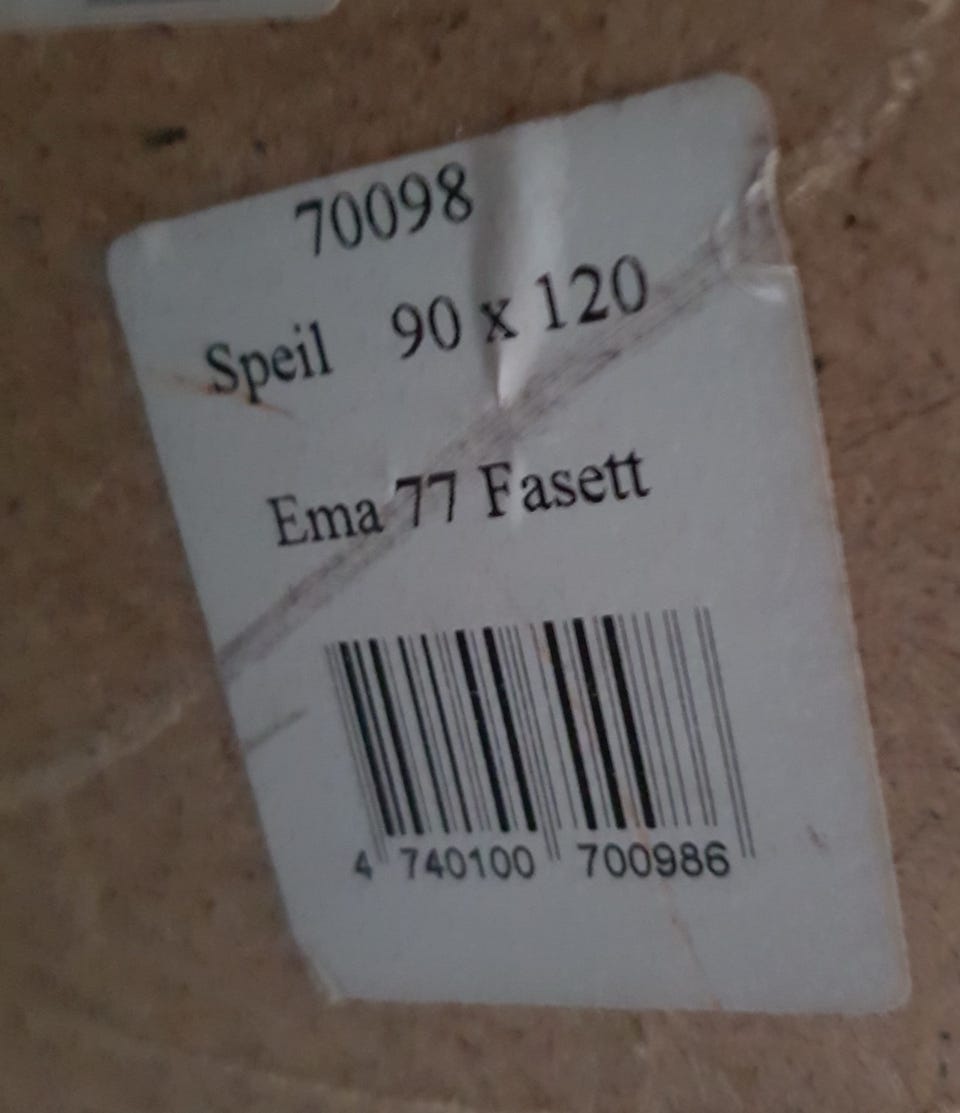 70098
Speil 90 x 120
Ema 77 Fasett
4 740100 700986